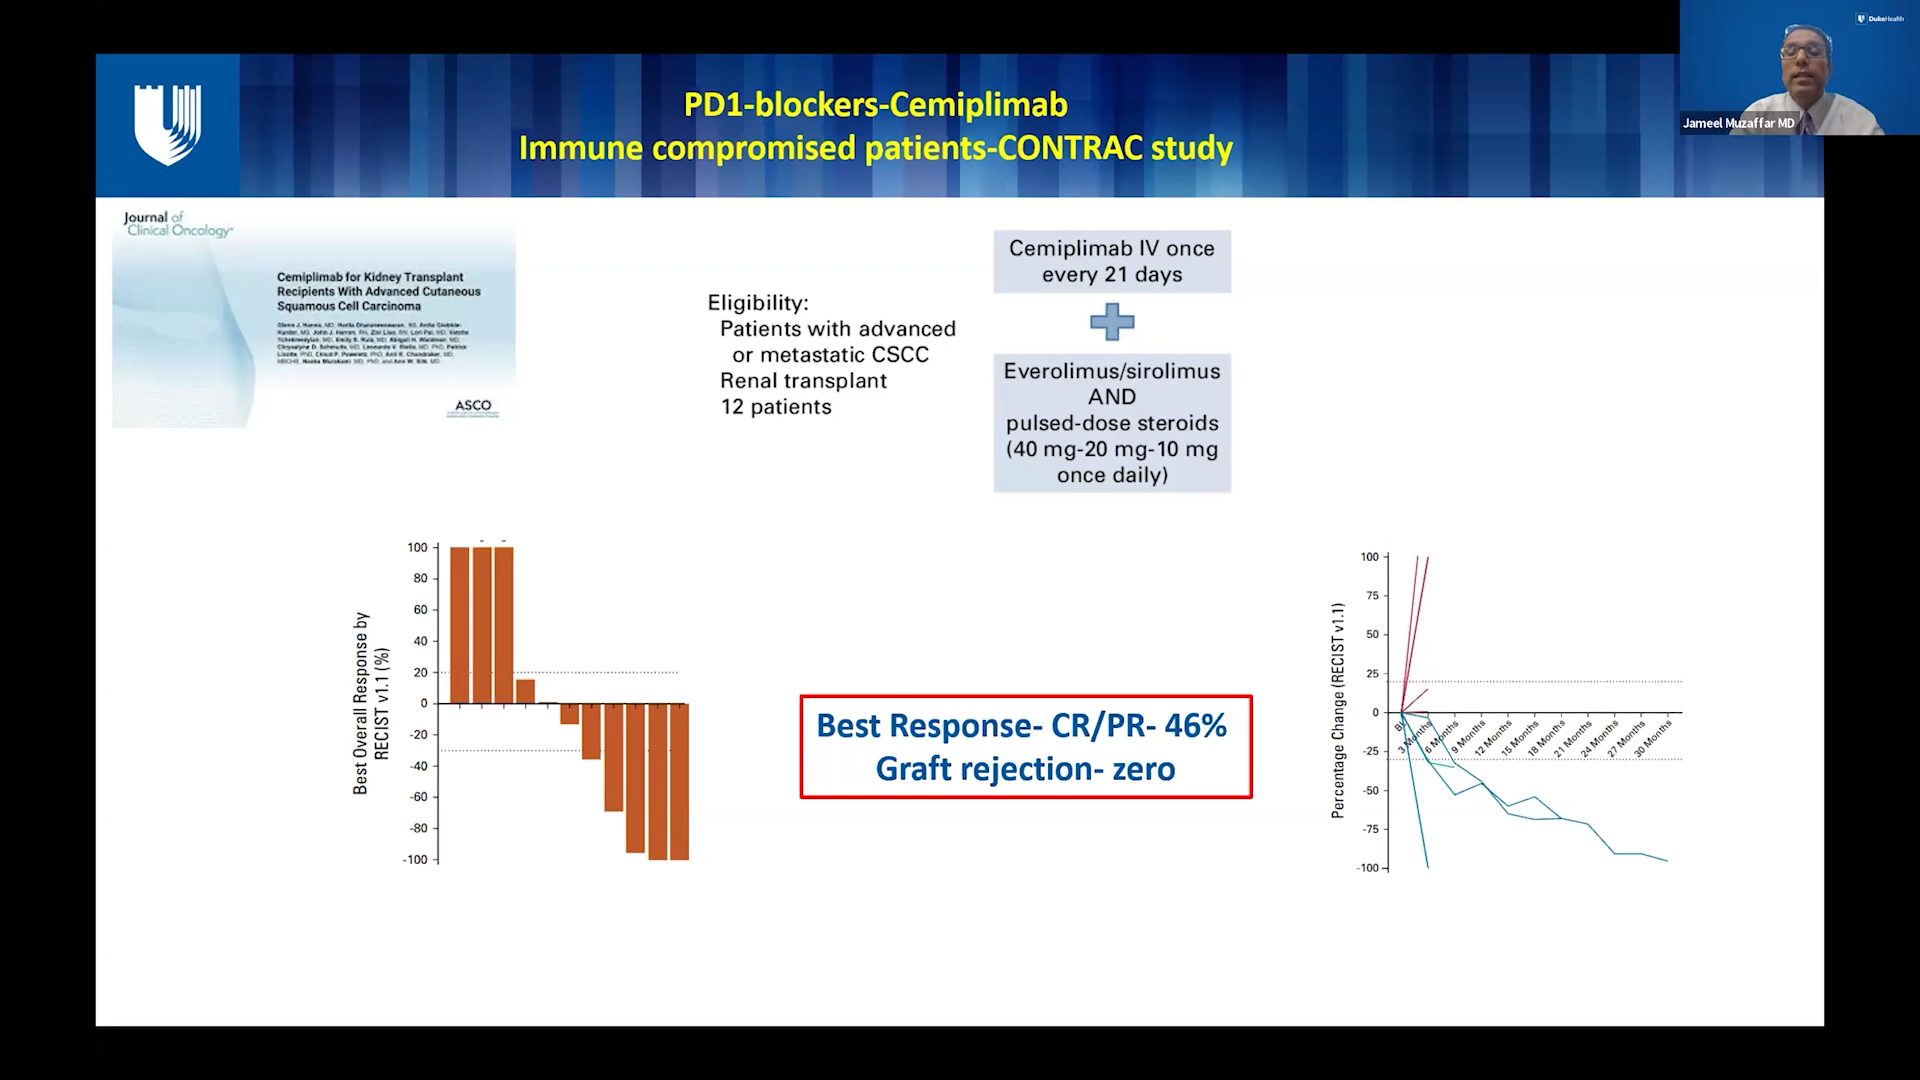 DukeHealth
Jameel Muzaffar MD
PD1-blockers-Cemiplimab
Immune compromised patients-CONTRAC study
Journal of
Clinical Oncology
Cemiplimab for Kidney Transplant
Recipients With Advanced Cutaneous
Squamous Cell Carcinoma
ASCO
Eligibility:
Patients with advanced
or metastatic CSCC
Renal transplant
12 patients
Cemiplimab IV once
every 21 days
Everolimus/sirolimus
AND
pulsed-dose steroids
(40 mg-20 mg-10 mg
once daily)
Best Overall Response by
RECIST v1.1 (%)
100
80
60
40
20
0
-20
-40
-60
-80
-100
Best Response- CR/PR- 46%
Graft rejection- zero
Percentage Change (RECIST v1.1)
100
75
50
25
0
-25
-50
-75
-100
3 Months
6 Months
9 Months
12 Months
15 Months
18 Months
21 Months
24 Months
27 Months
30 Months